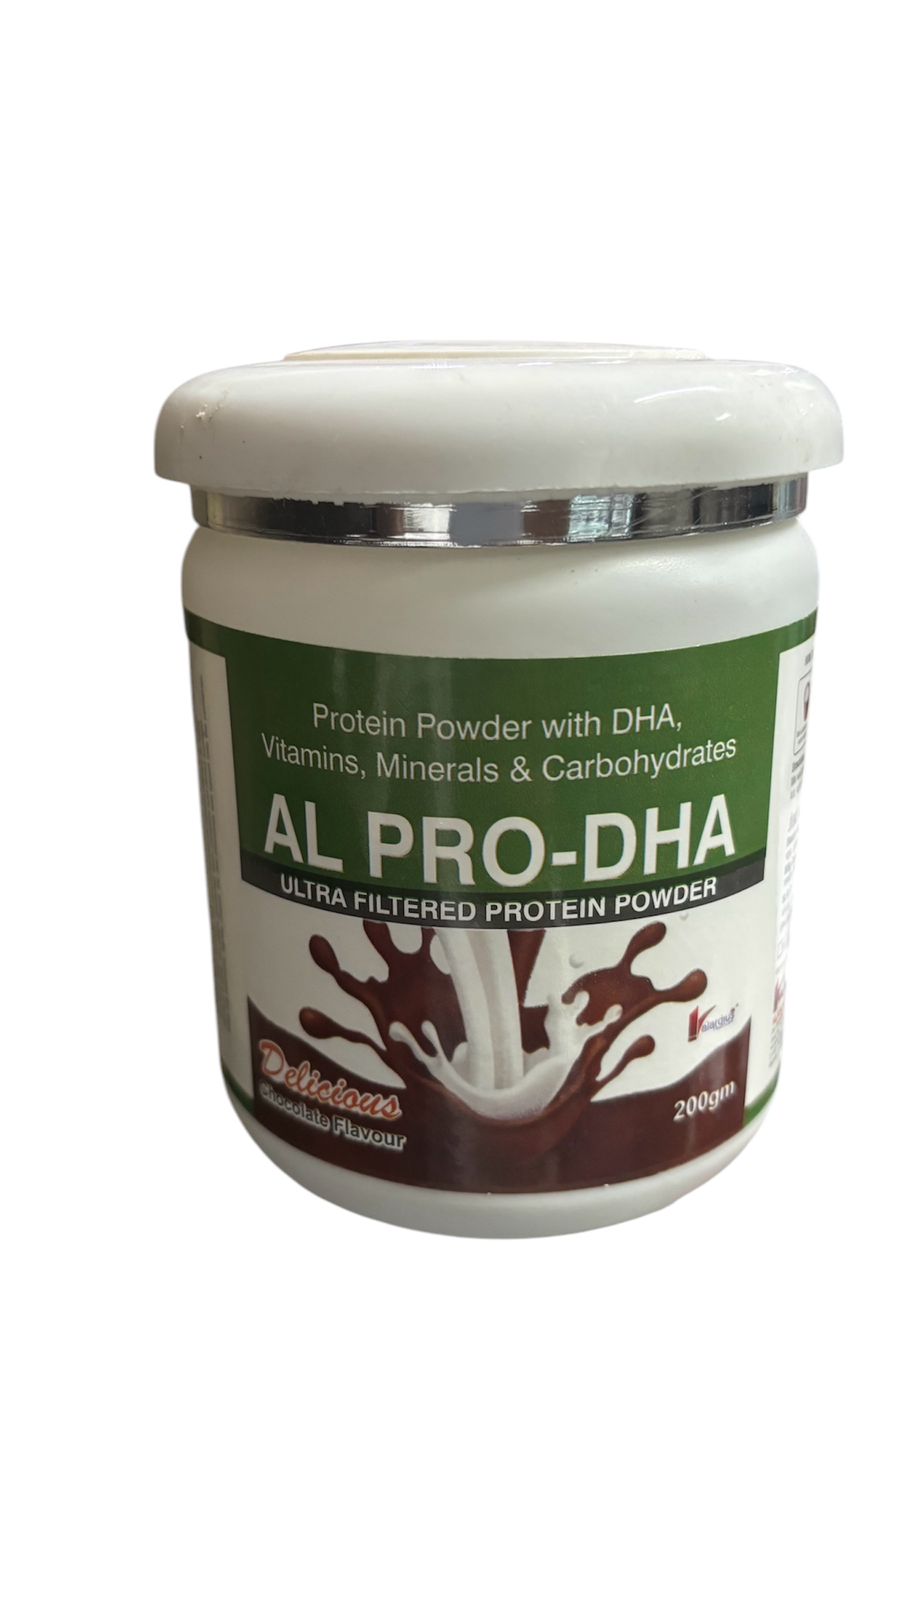 Protein Powder with DHA,
Vitamins, Minerals & Carbohydrates
AL PRO-DHA
ULTRA FILTERED PROTEIN POWDER
Delicious
Chocolate Flavour
200gm